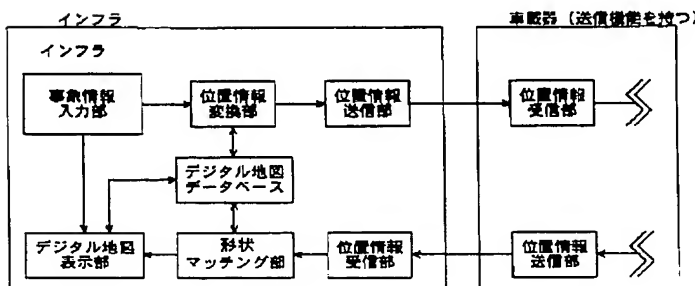 インフラ
車載器（送信機能を持つ）
インフラ
事象情報
入力部
位置情報
変換部
位置情報
送信部
位置情報
受信部
デジタル地図
データベース
デジタル地図
表示部
形状
マッチング部
位置情報
受信部
位置情報
送信部